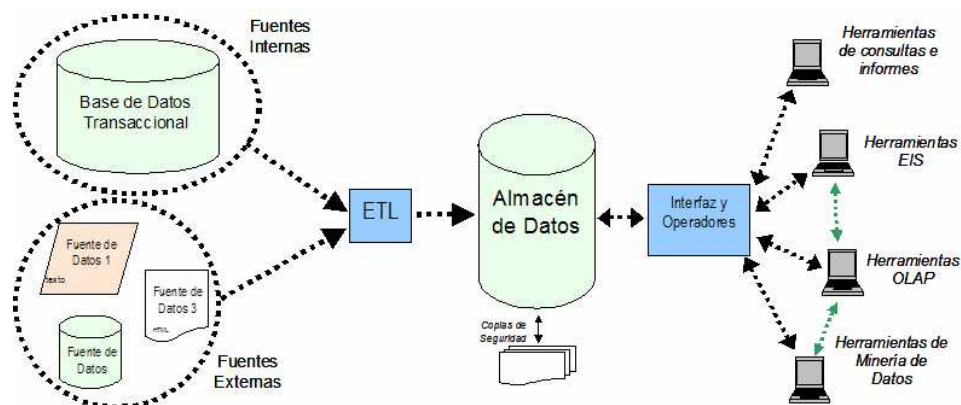 Fuentes
Internas
Base de Datos
Transaccional
Fuente de
Datos 1
texto
Fuente de
Datos 3
HTML
Fuente de
Datos
Fuentes
Externas
ETL
Almacén
de Datos
Copias de
Seguridad
Interfaz y
Operadores
Herramientas
de consultas e
informes
Herramientas
EIS
Herramientas
OLAP
Herramientas de
Minería de
Datos